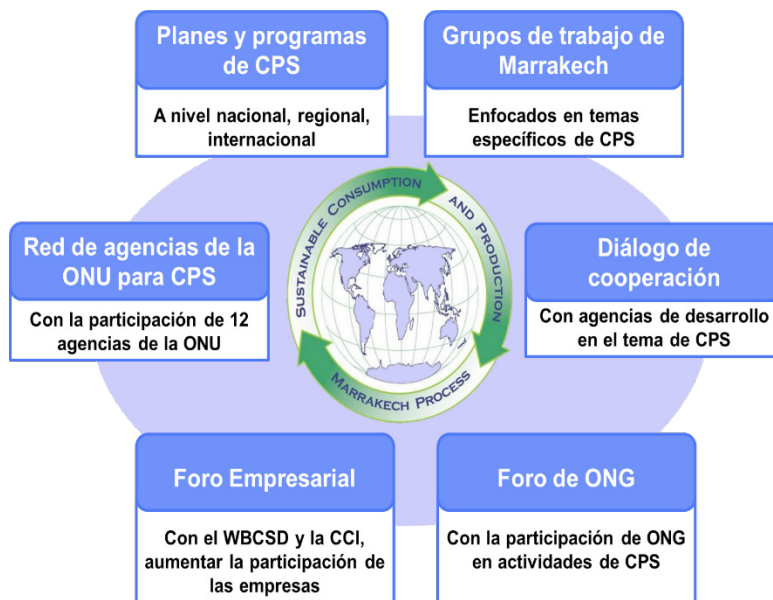 Planes y programas
de CPS
A nivel nacional, regional,
internacional
Grupos de trabajo de
Marrakech
Enfocados en temas
específicos de CPS
Red de agencias de la
ONU para CPS
Con la participación de 12
agencias de la ONU
SUSTAINABLE CONSUMPTION
AND PRODUCTION
MARRAKECH PROCESS
Diálogo de
cooperación
Con agencias de desarrollo
en el tema de CPS
Foro Empresarial
Con el WBCSD y la CCI,
aumentar la participación de
las empresas
Foro de ONG
Con la participación de ONG
en actividades de CPS